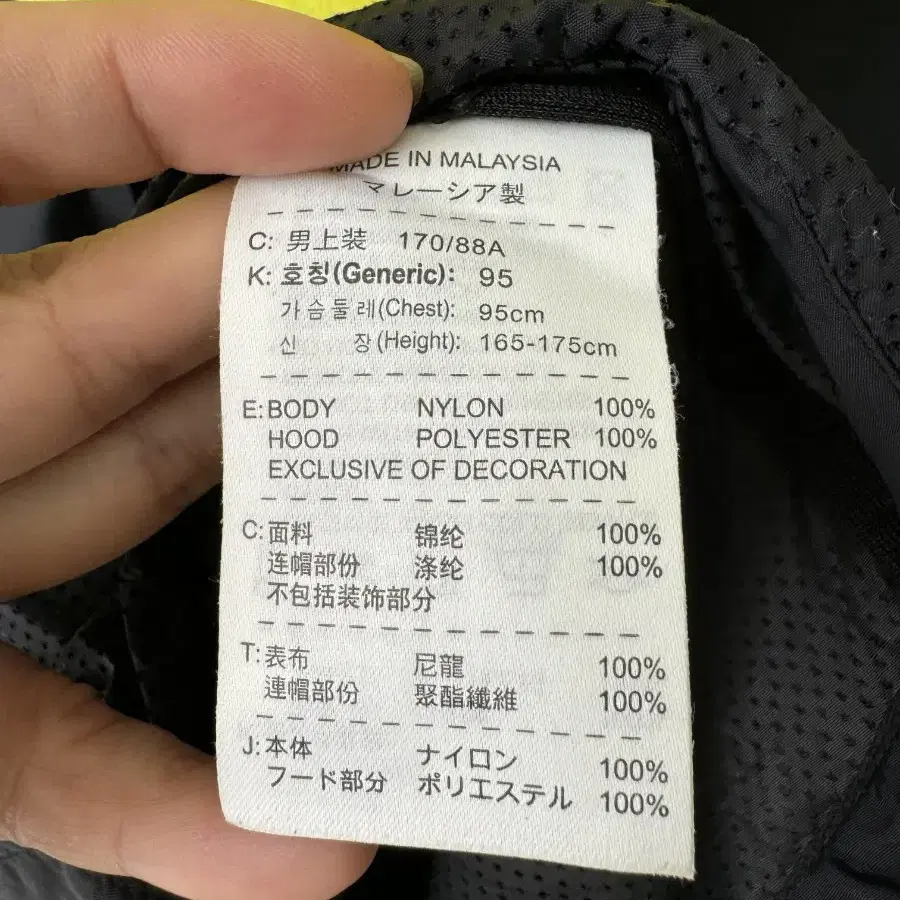 MADE IN MALAYSIA
マレーシア製
C: 男上装 170/88A
K: 호칭(Generic): 95
가슴둘레(Chest): 95cm
신 장(Height): 165-175cm
E: BODY NYLON 100%
HOOD POLYESTER 100%
EXCLUSIVE OF DECORATION
C: 面料 锦纶 100%
连帽部份 涤纶 100%
不包括装饰部分
T: 表布 尼龍 100%
連帽部份 聚酯纖維 100%
J: 本体 ナイロン 100%
フード部分 ポリエステル 100%